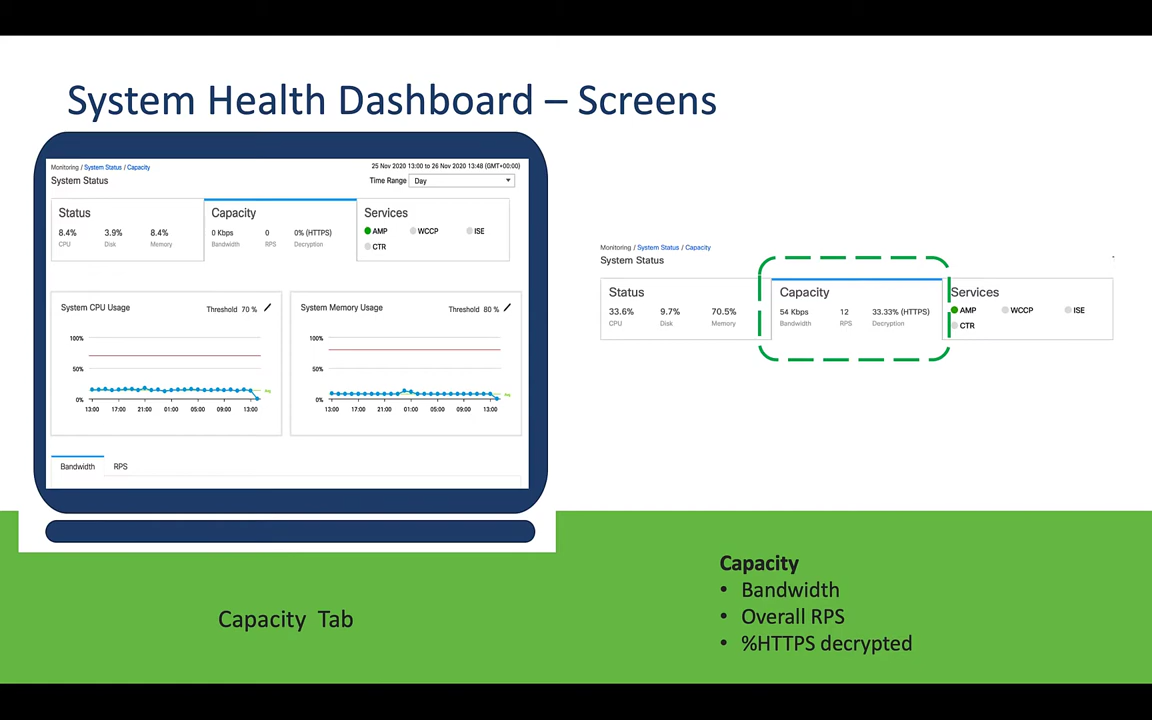 System Health Dashboard – Screens
Monitoring / System Status / Capacity
25 Nov 2020 13:00 to 26 Nov 2020 13:48 (GMT+00:00)
System Status
Time Range Day
Status
8.4% 3.9% 8.4%
CPU Disk Memory
Capacity
0 Kbps 0 0% (HTTPS)
Bandwidth RPS Decryption
Services
AMP WCCP ISE
CTR
System CPU Usage Threshold 70 %
100%
50%
0%
Avg
13:00 17:00 21:00 01:00 05:00 09:00 13:00
System Memory Usage Threshold 80 %
100%
50%
0%
Avg
13:00 17:00 21:00 01:00 05:00 09:00 13:00
Bandwidth RPS
Monitoring / System Status / Capacity
System Status
Status
33.6% 9.7% 70.5%
CPU Disk Memory
Capacity
54 Kbps 12 33.33% (HTTPS)
Bandwidth RPS Decryption
Services
AMP WCCP ISE
CTR
Capacity Tab
Capacity
• Bandwidth
• Overall RPS
• %HTTPS decrypted